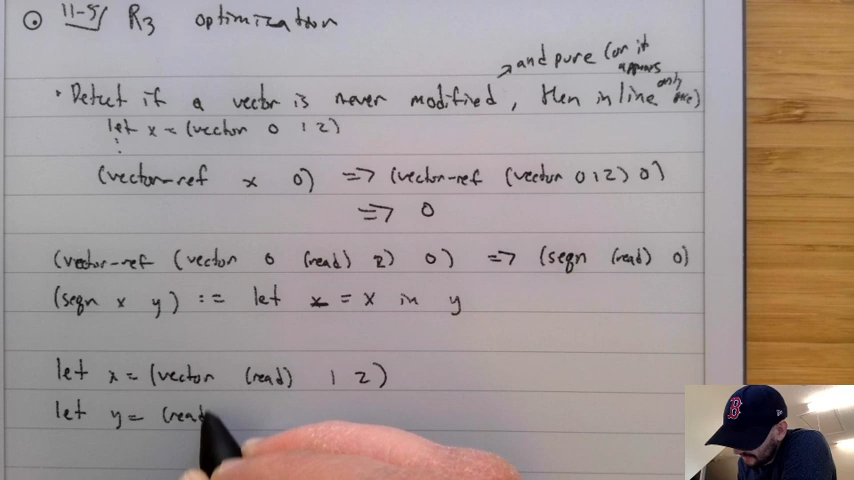 ⊙ 11-5/ R3 optimization
→ and pure (or it appears only once)
• Detect if a vector is never modified, then inline
let x = (vector 0 1 2)
⋮
(vector-ref x 0) => (vector-ref (vector 0 1 2) 0)
=> 0
(vector-ref (vector 0 (read) 2) 0) => (seqn (read) 0)
(seqn x y) := let _ = x in y
let x = (vector (read) 1 2)
let y = (read
B